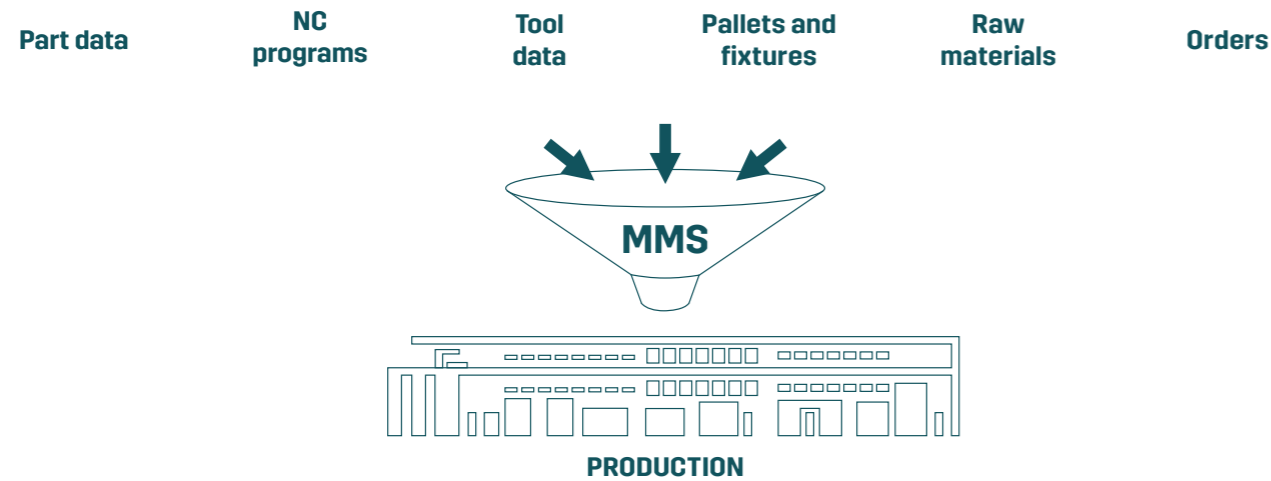 Part data
NC
programs
Tool
data
Pallets and
fixtures
Raw
materials
Orders
MMS
PRODUCTION